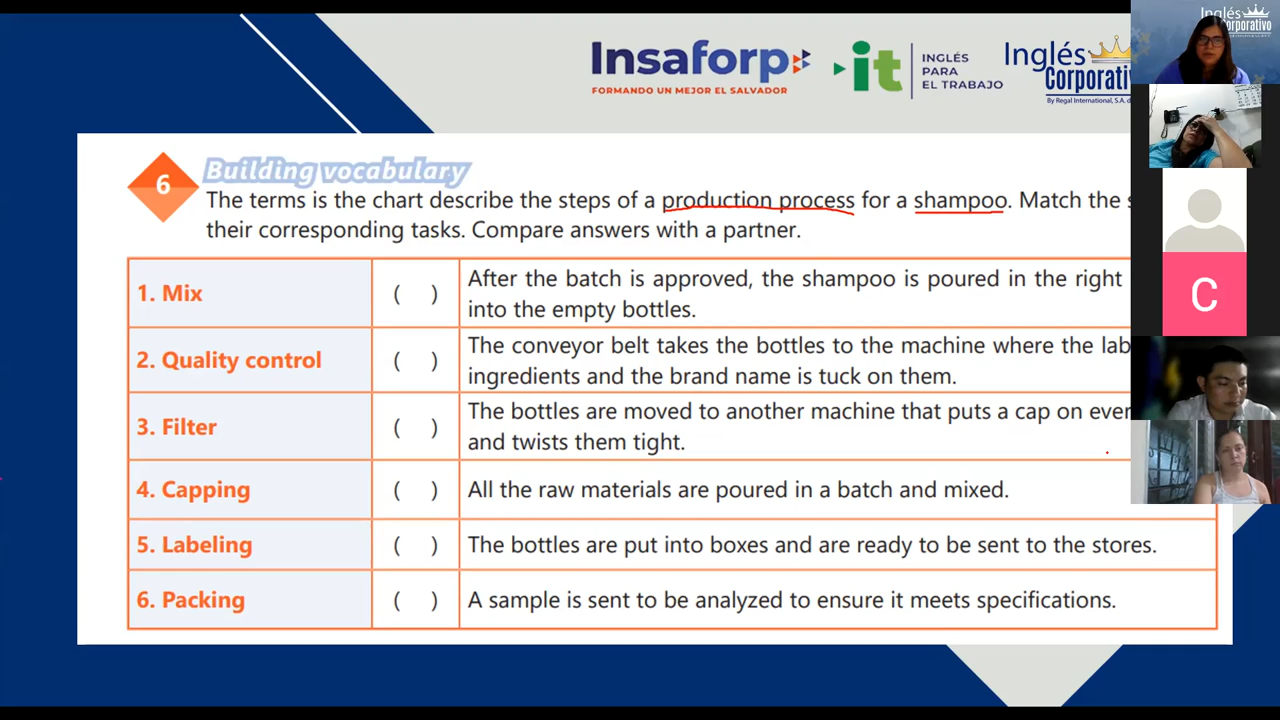 Insaforp
FORMANDO UN MEJOR EL SALVADOR
it
INGLÉS
PARA
EL TRABAJO
Inglés
Corporativ
By Regal International, S.A. d
Inglés
Corporativo
6
Building vocabulary
The terms is the chart describe the steps of a production process for a shampoo. Match the s
their corresponding tasks. Compare answers with a partner.
1. Mix ( ) After the batch is approved, the shampoo is poured in the right
into the empty bottles.
2. Quality control ( ) The conveyor belt takes the bottles to the machine where the lab
ingredients and the brand name is tuck on them.
3. Filter ( ) The bottles are moved to another machine that puts a cap on ever
and twists them tight.
4. Capping ( ) All the raw materials are poured in a batch and mixed.
5. Labeling ( ) The bottles are put into boxes and are ready to be sent to the stores.
6. Packing ( ) A sample is sent to be analyzed to ensure it meets specifications.
C